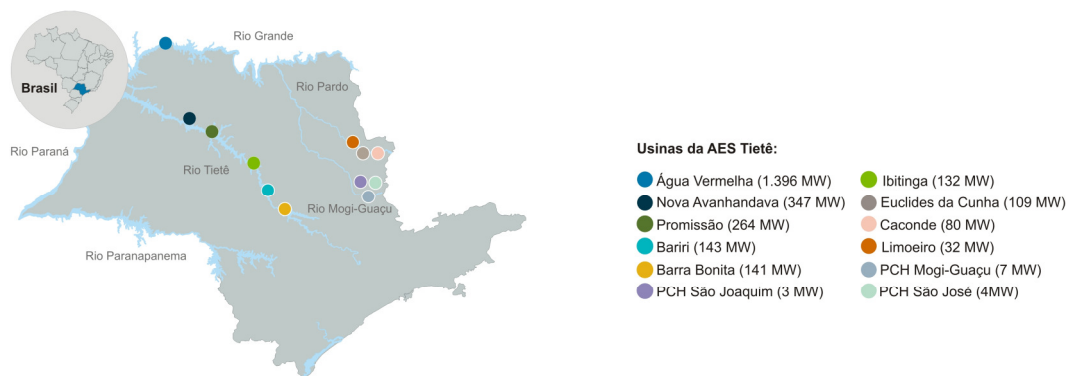 Rio Grande
Brasil
Rio Pardo
Rio Paraná
Rio Tietê
Rio Mogi-Guaçu
Rio Paranapanema
Usinas da AES Tietê:
Água Vermelha (1.396 MW)
Nova Avanhandava (347 MW)
Promissão (264 MW)
Bariri (143 MW)
Barra Bonita (141 MW)
PCH São Joaquim (3 MW)
Ibitinga (132 MW)
Euclides da Cunha (109 MW)
Caconde (80 MW)
Limoeiro (32 MW)
PCH Mogi-Guaçu (7 MW)
PCH São José (4MW)